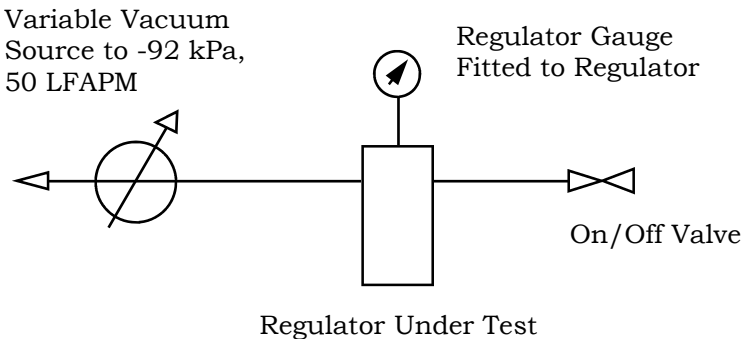 Variable Vacuum
Source to -92 kPa,
50 LFAPM
Regulator Gauge
Fitted to Regulator
On/Off Valve
Regulator Under Test